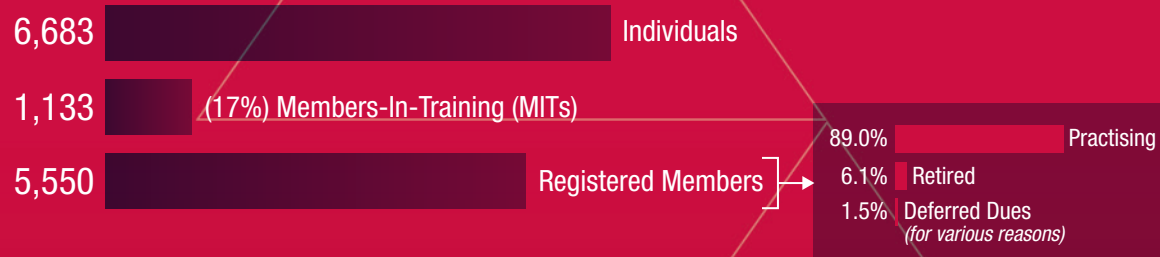 6,683 Individuals
1,133 (17%) Members-In-Training (MITs)
5,550 Registered Members
89.0% Practising
6.1% Retired
1.5% Deferred Dues
(for various reasons)